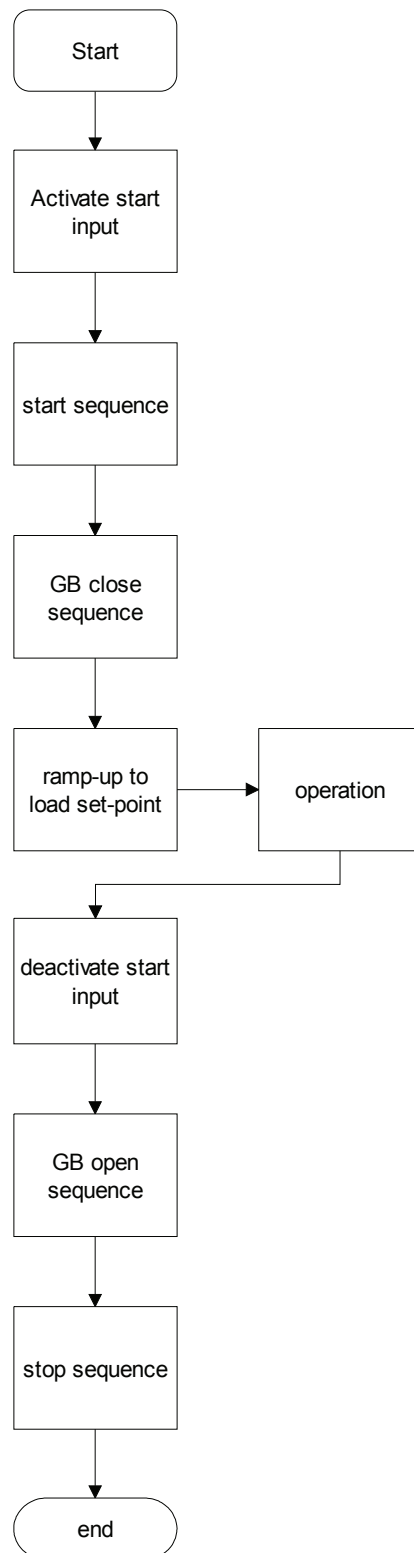 Start
Activate start
input
start sequence
GB close
sequence
ramp-up to
load set-point
operation
deactivate start
input
GB open
sequence
stop sequence
end